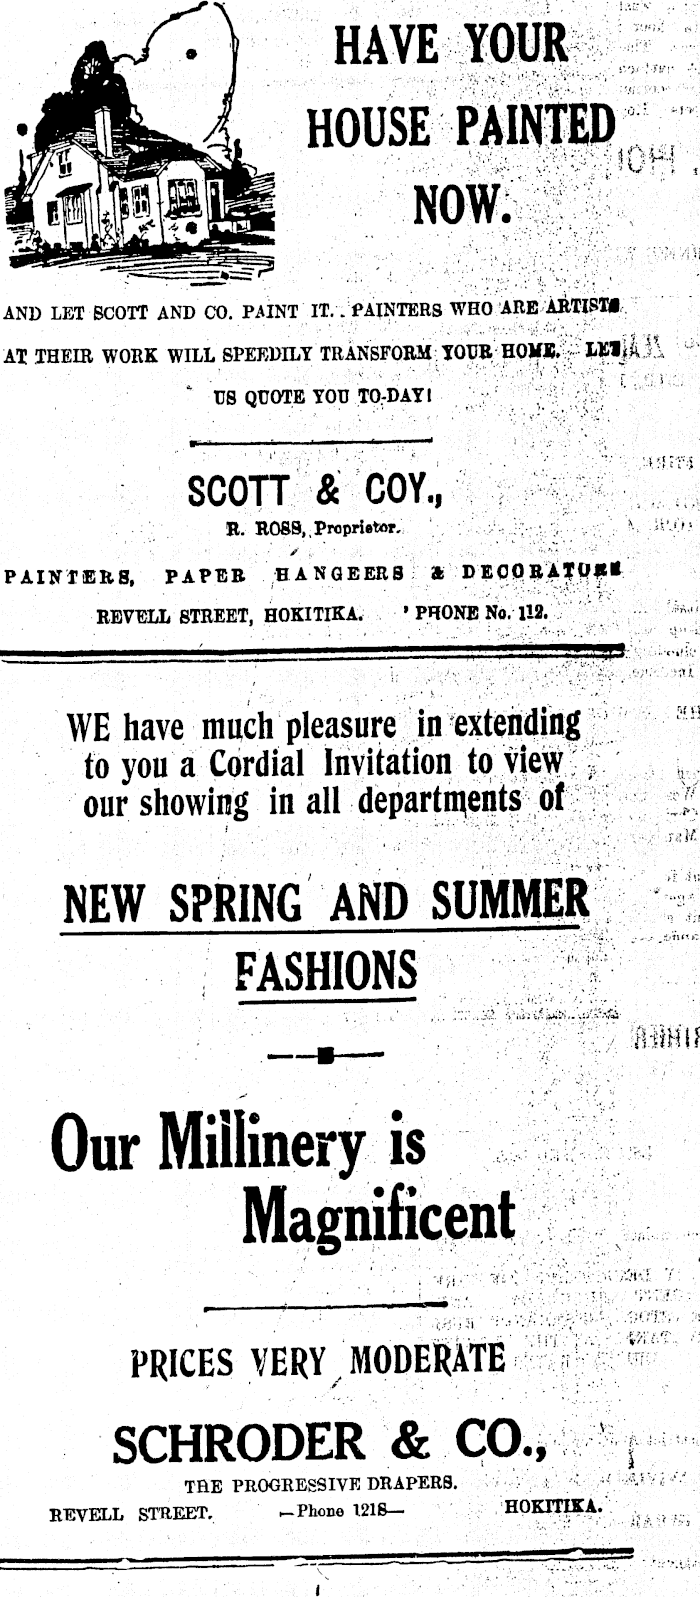 HAVE YOUR
HOUSE PAINTED
NOW.
AND LET SCOTT AND CO. PAINT IT. . PAINTERS WHO ARE ARTISTS
AT THEIR WORK WILL SPEEDILY TRANSFORM YOUR HOME. LET
US QUOTE YOU TO-DAY!
SCOTT & COY.,
R. ROSS, Proprietor.
PAINTERS, PAPER HANGEERS & DECORATORS
REVELL STREET, HOKITIKA. ' PHONE No. 112.
WE have much pleasure in extending
to you a Cordial Invitation to view
our showing in all departments of
NEW SPRING AND SUMMER
FASHIONS
Our Millinery is
Magnificent
PRICES VERY MODERATE
SCHRODER & CO.,
THE PROGRESSIVE DRAPERS.
REVELL STREET. —Phone 121S— HOKITIKA.